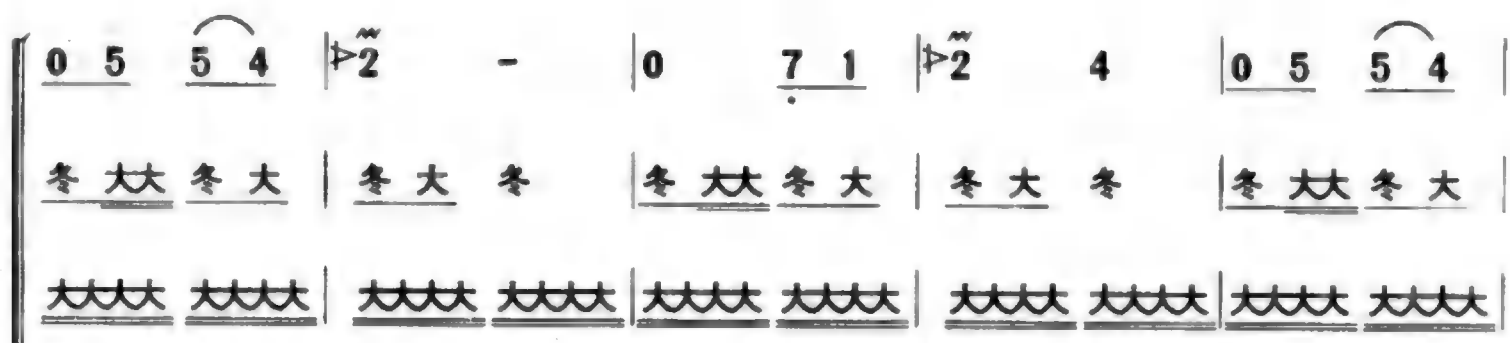 0 5 5 4 | 2 - | 0 7 1 | 2 4 | 0 5 5 4 |
冬 大大 冬 大 | 冬 大 冬 | 冬 大大 冬 大 | 冬 大 冬 | 冬 大大 冬 大 |
大大大大 大大大大 | 大大大大 大大大大 | 大大大大 大大大大 | 大大大大 大大大大 | 大大大大 大大大大 |